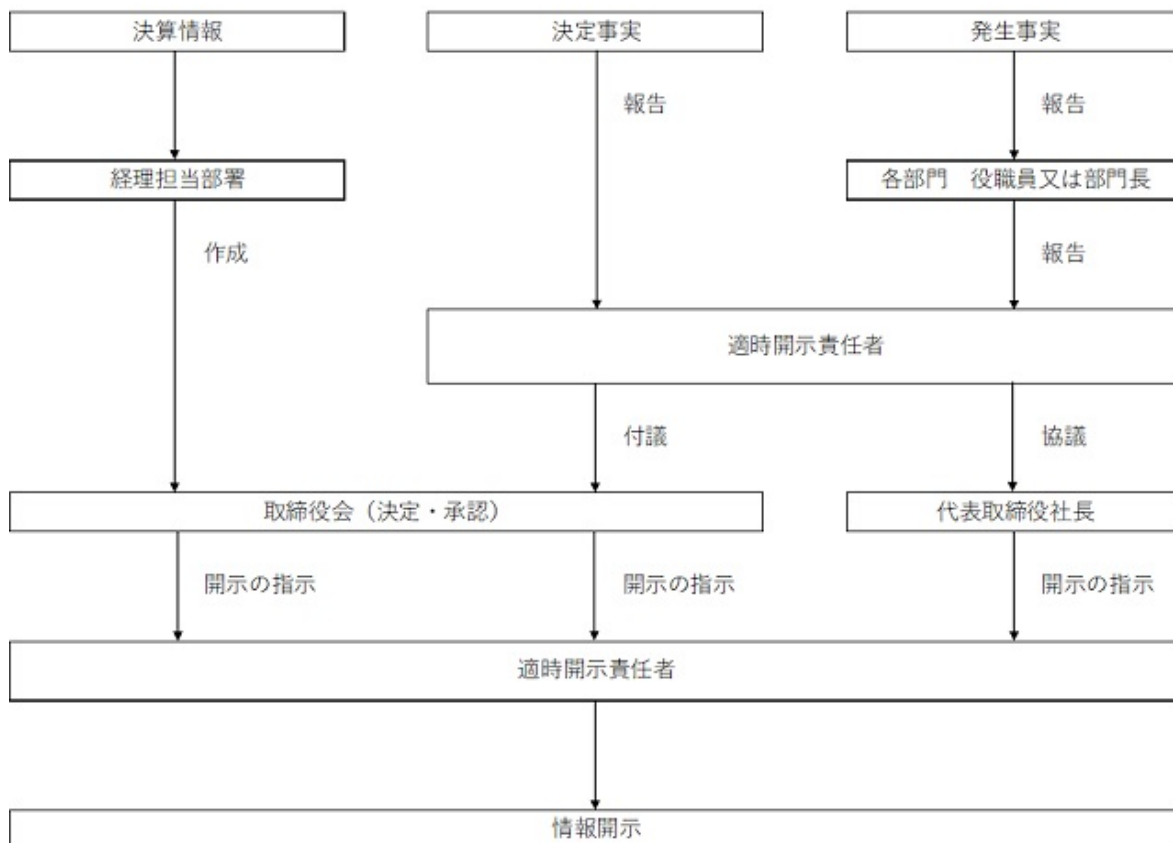 決算情報
決定事実
発生事実
報告
報告
経理担当部署
各部門　役職員又は部門長
作成
報告
適時開示責任者
付議
協議
取締役会（決定・承認）
代表取締役社長
開示の指示
開示の指示
開示の指示
適時開示責任者
情報開示